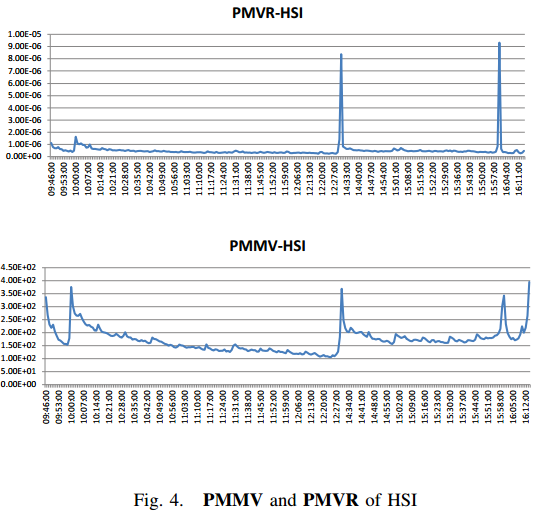 PMVR-HSI
1.00E-05
9.00E-06
8.00E-06
7.00E-06
6.00E-06
5.00E-06
4.00E-06
3.00E-06
2.00E-06
1.00E-06
0.00E+00
09:46:00 09:53:00 10:00:00 10:07:00 10:14:00 10:21:00 10:28:00 10:35:00 10:42:00 10:49:00 10:56:00 11:03:00 11:10:00 11:17:00 11:24:00 11:31:00 11:38:00 11:45:00 11:52:00 11:59:00 12:06:00 12:13:00 12:20:00 12:27:00 14:33:00 14:40:00 14:47:00 14:54:00 15:01:00 15:08:00 15:15:00 15:22:00 15:29:00 15:36:00 15:43:00 15:50:00 15:57:00 16:04:00 16:11:00
PMMV-HSI
4.50E+02
4.00E+02
3.50E+02
3.00E+02
2.50E+02
2.00E+02
1.50E+02
1.00E+02
5.00E+01
0.00E+00
09:46:00 09:53:00 10:00:00 10:07:00 10:14:00 10:21:00 10:28:00 10:35:00 10:42:00 10:49:00 10:56:00 11:03:00 11:10:00 11:17:00 11:24:00 11:31:00 11:38:00 11:45:00 11:52:00 11:59:00 12:06:00 12:13:00 12:20:00 12:27:00 14:34:00 14:41:00 14:48:00 14:55:00 15:02:00 15:09:00 15:16:00 15:23:00 15:30:00 15:37:00 15:44:00 15:51:00 15:58:00 16:05:00 16:12:00
Fig. 4. PMMV and PMVR of HSI